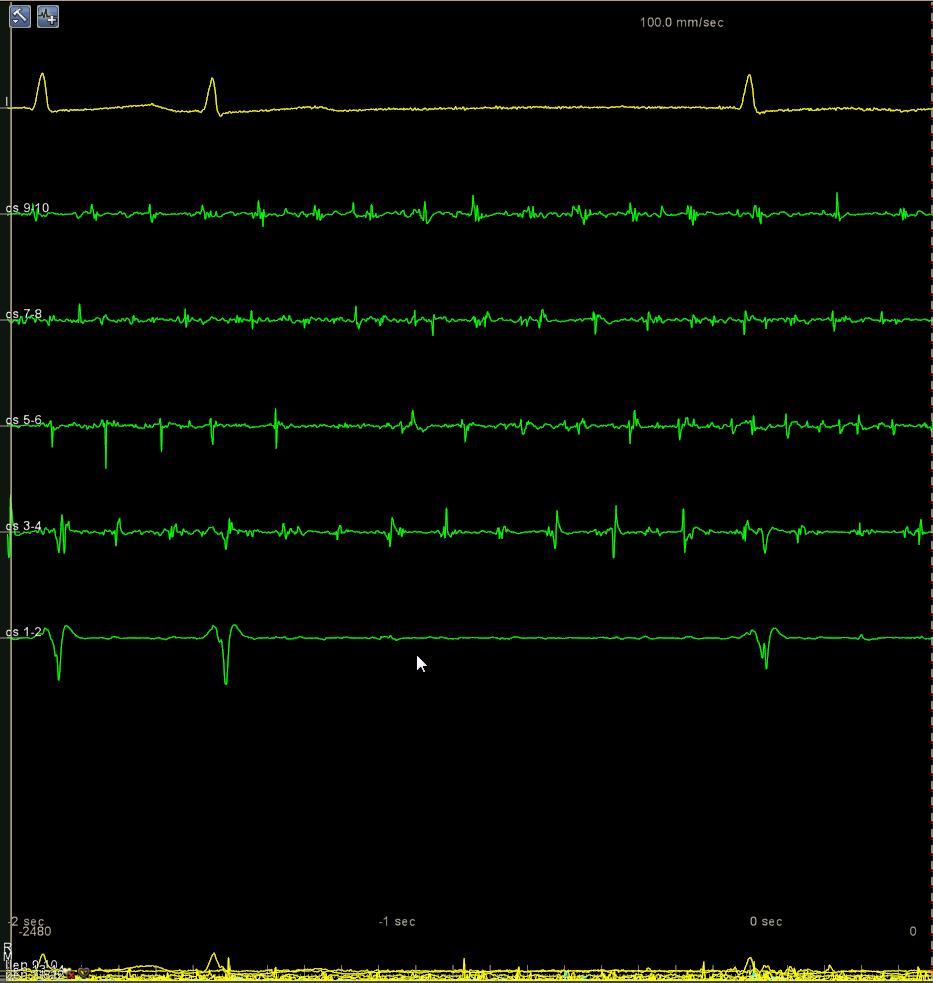 100.0 mm/sec
I
cs 9-10
cs 7-8
cs 5-6
cs 3-4
cs 1-2
-2 sec
-1 sec
0 sec
-2480
0